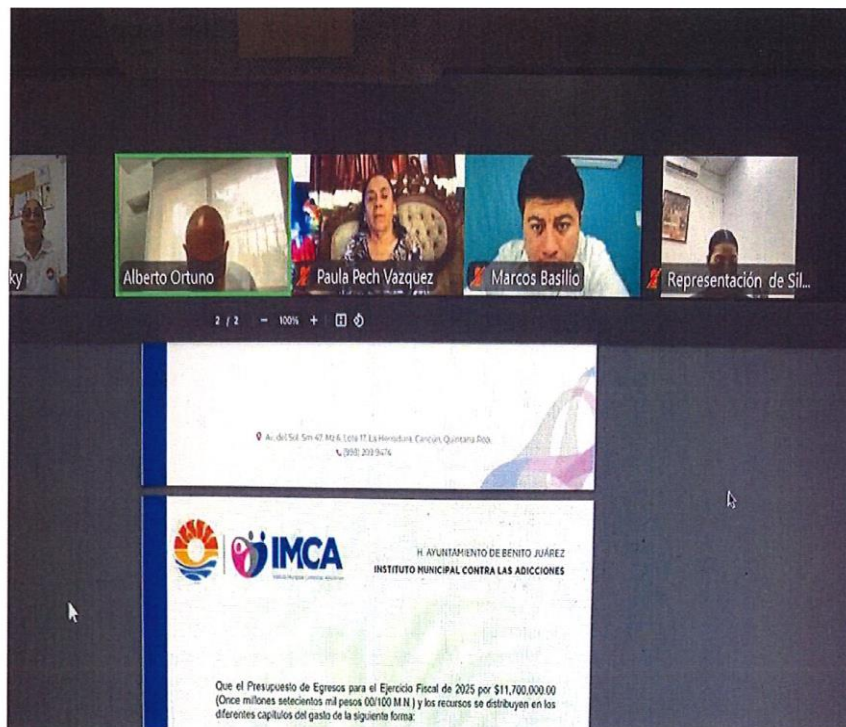 ky
Alberto Ortuno
Paula Pech Vazquez
Marcos Basilio
Representación de Sil...
2 / 2 − 100% +
Av. del Sol, Sm 47, Mz 6, Lote 17, La Herradura, Cancún, Quintana Roo,
(998) 209 9474
IMCA
H. AYUNTAMIENTO DE BENITO JUÁREZ
INSTITUTO MUNICIPAL CONTRA LAS ADICCIONES
Que el Presupuesto de Egresos para el Ejercicio Fiscal de 2025 por $11,700,000.00
(Once millones setecientos mil pesos 00/100 M.N.) y los recursos se distribuyen en los
diferentes capítulos del gasto de la siguiente forma: